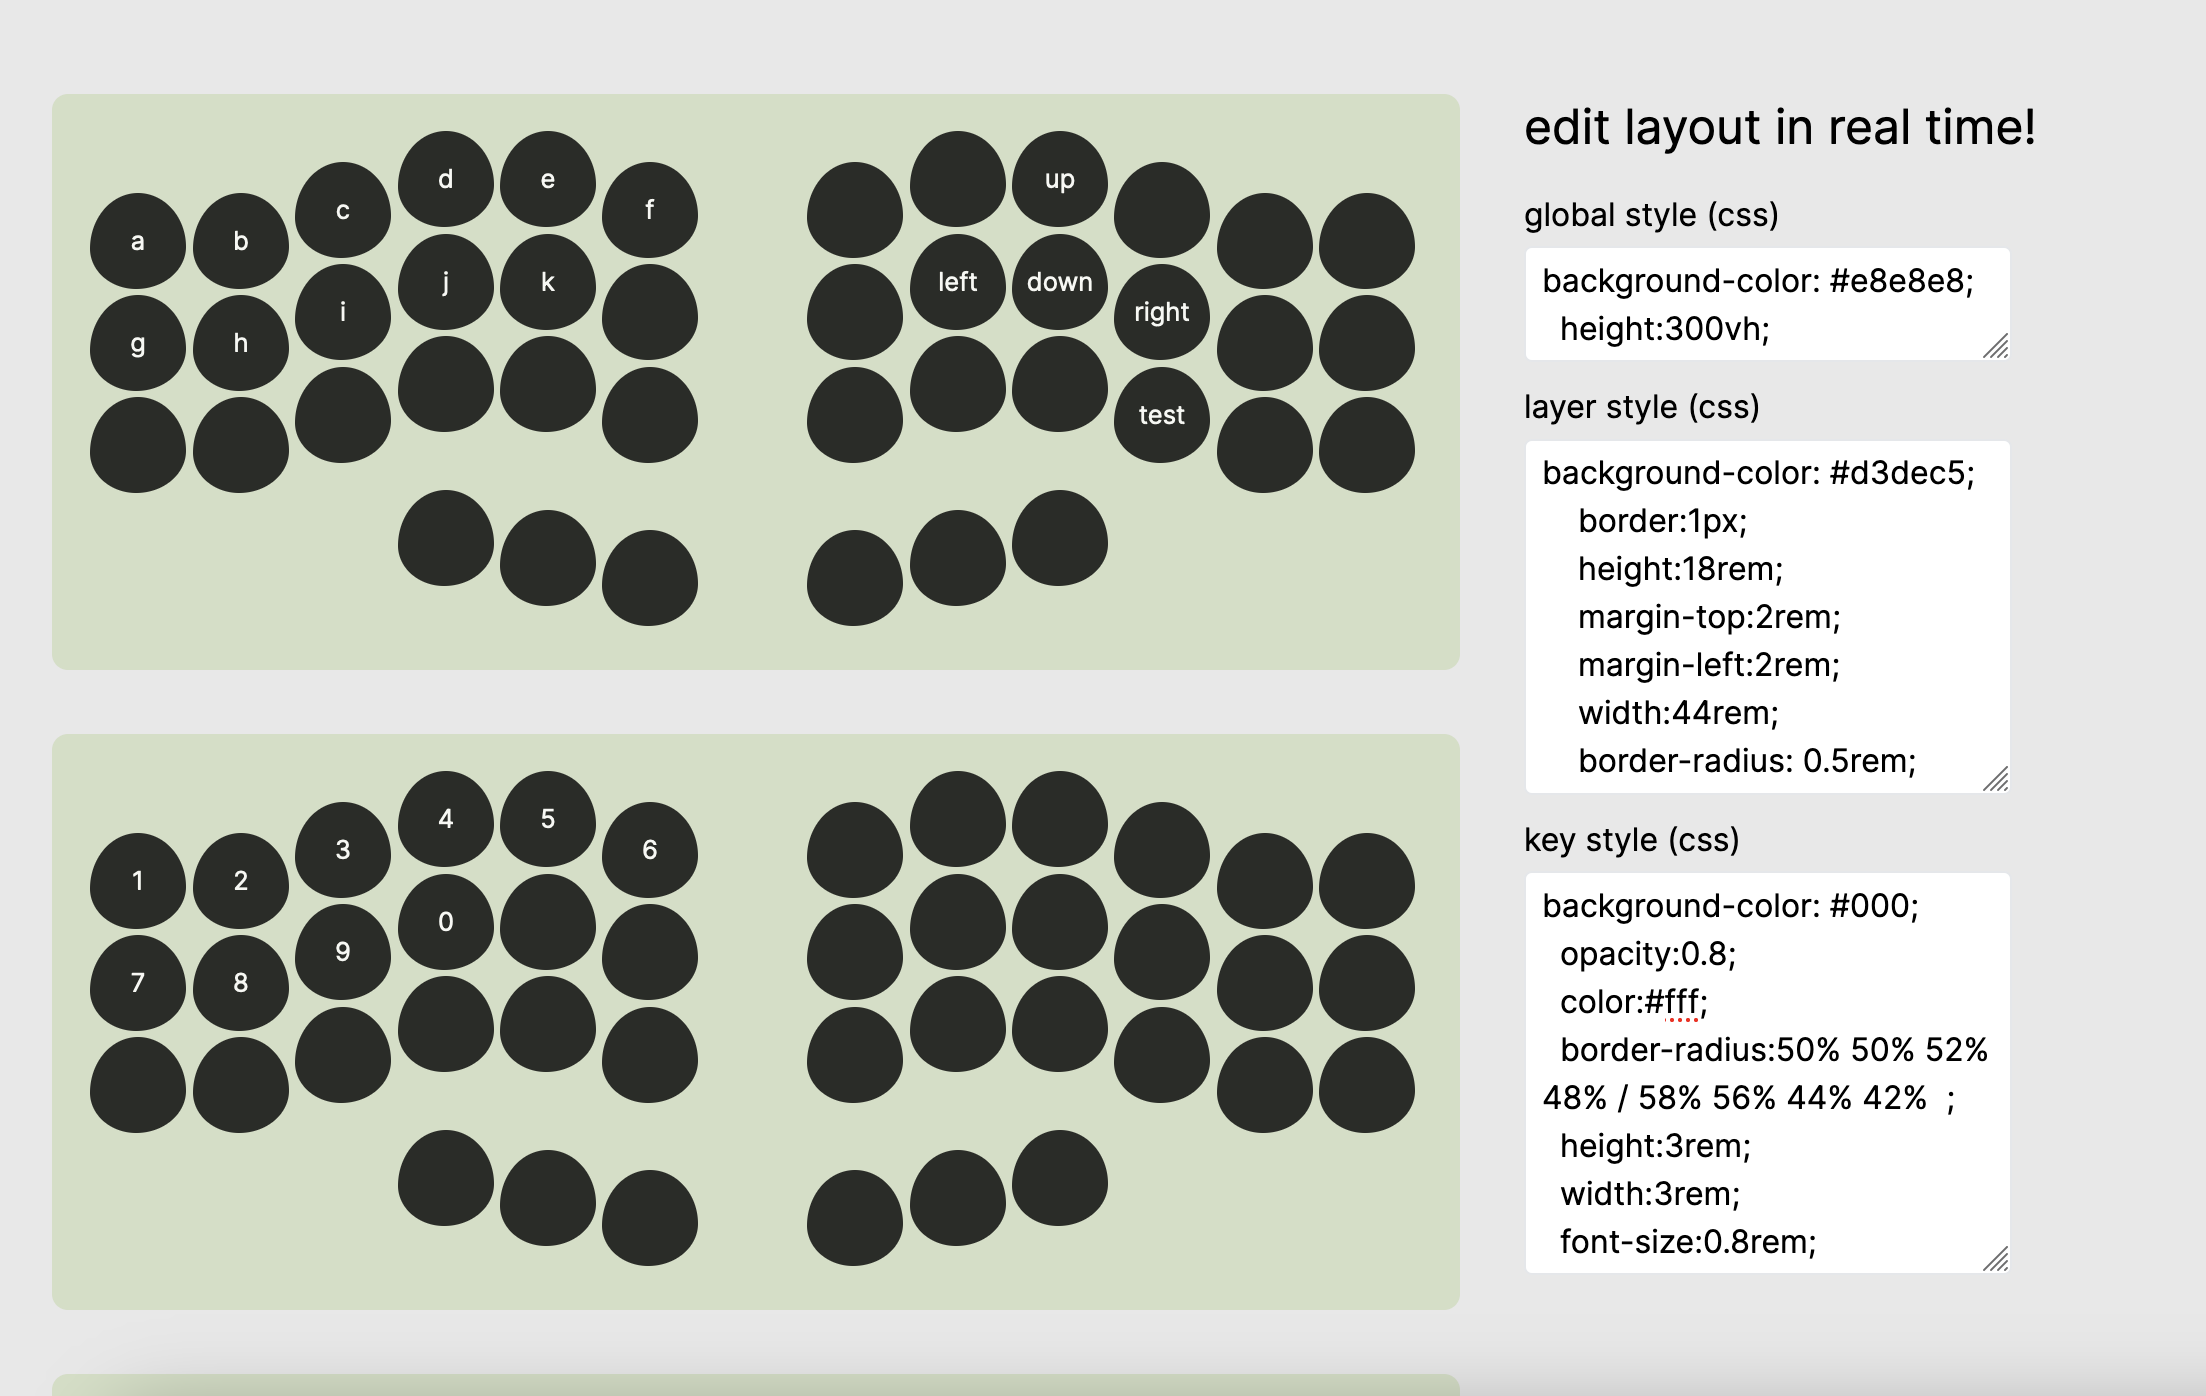 edit layout in real time!
global style (css)
background-color: #e8e8e8;
height:300vh;
layer style (css)
background-color: #d3dec5;
border:1px;
height:18rem;
margin-top:2rem;
margin-left:2rem;
width:44rem;
border-radius: 0.5rem;
key style (css)
background-color: #000;
opacity:0.8;
color:#fff;
border-radius:50% 50% 52%
48% / 58% 56% 44% 42%  ;
height:3rem;
width:3rem;
font-size:0.8rem;
a b c d e f up
g h i j k left down right
test
1 2 3 4 5 6
7 8 9 0